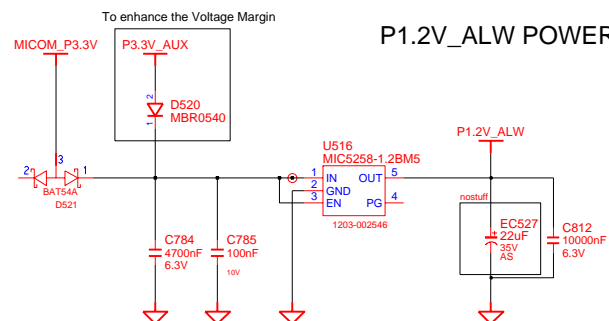 To enhance the Voltage Margin
P1.2V_ALW POWER
MICOM_P3.3V
P3.3V_AUX
2
D520
MBR0540
1
U516
MIC5258-1.2BM5
P1.2V_ALW
3
2
1
BAT54A
D521
1 IN OUT 5
2 GND
3 EN PG 4
1203-002546
nostuff
EC527
22uF
35V
AS
C812
10000nF
6.3V
C784
4700nF
6.3V
C785
100nF
10V